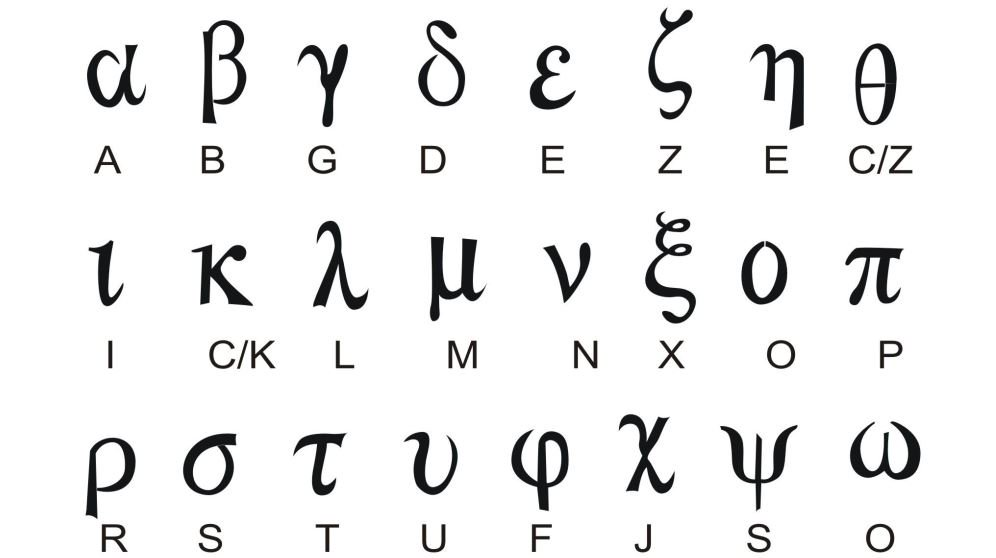 α β γ δ ε ζ η θ
A B G D E Z E C/Z
ι κ λ μ ν ξ ο π
I C/K L M N X O P
ρ σ τ υ φ χ ψ ω
R S T U F J S O